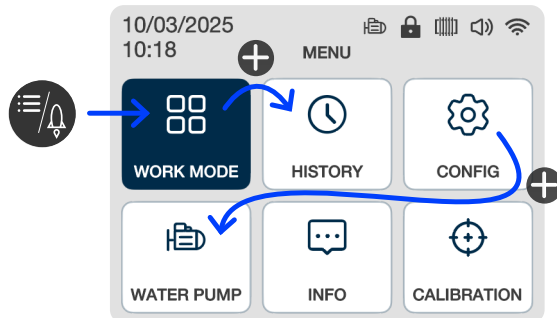 10/03/2025
10:18
MENU
WORK MODE
HISTORY
CONFIG
WATER PUMP
INFO
CALIBRATION